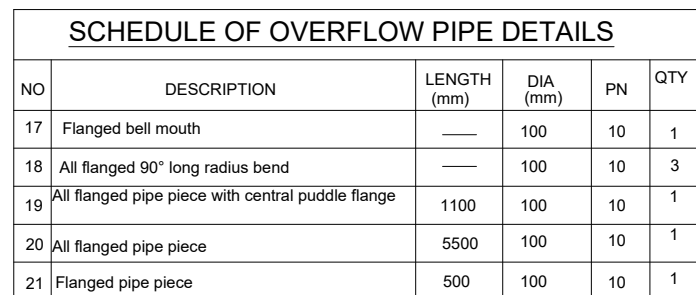 SCHEDULE OF OVERFLOW PIPE DETAILS
NO DESCRIPTION LENGTH (mm) DIA (mm) PN QTY
17 Flanged bell mouth —— 100 10 1
18 All flanged 90° long radius bend —— 100 10 3
19 All flanged pipe piece with central puddle flange 1100 100 10 1
20 All flanged pipe piece 5500 100 10 1
21 Flanged pipe piece 500 100 10 1